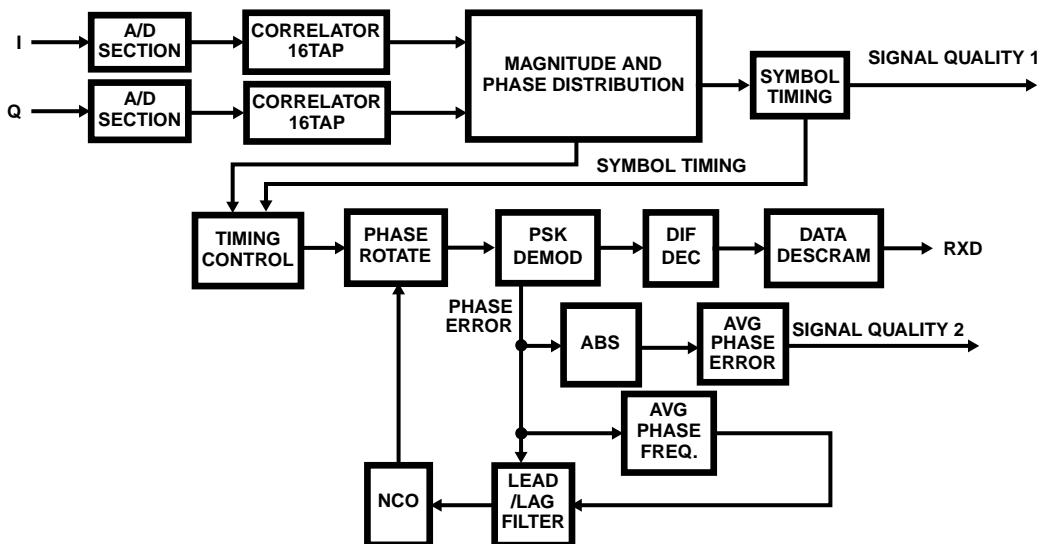 I
A/D
SECTION
CORRELATOR
16TAP
MAGNITUDE AND
PHASE DISTRIBUTION
SYMBOL
TIMING
SIGNAL QUALITY 1
Q
A/D
SECTION
CORRELATOR
16TAP
SYMBOL TIMING
TIMING
CONTROL
PHASE
ROTATE
PSK
DEMOD
DIF
DEC
DATA
DESCRAM
RXD
PHASE
ERROR
ABS
AVG
PHASE
ERROR
SIGNAL QUALITY 2
AVG
PHASE
FREQ.
NCO
LEAD
/LAG
FILTER